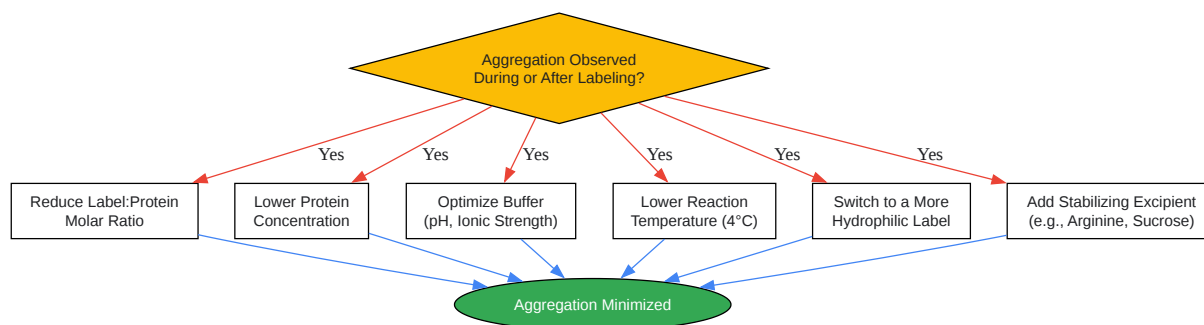 Aggregation Observed
During or After Labeling?
Yes
Yes
Yes
Yes
Yes
Yes
Reduce Label:Protein
Molar Ratio
Lower Protein
Concentration
Optimize Buffer
(pH, Ionic Strength)
Lower Reaction
Temperature (4°C)
Switch to a More
Hydrophilic Label
Add Stabilizing Excipient
(e.g., Arginine, Sucrose)
Aggregation Minimized